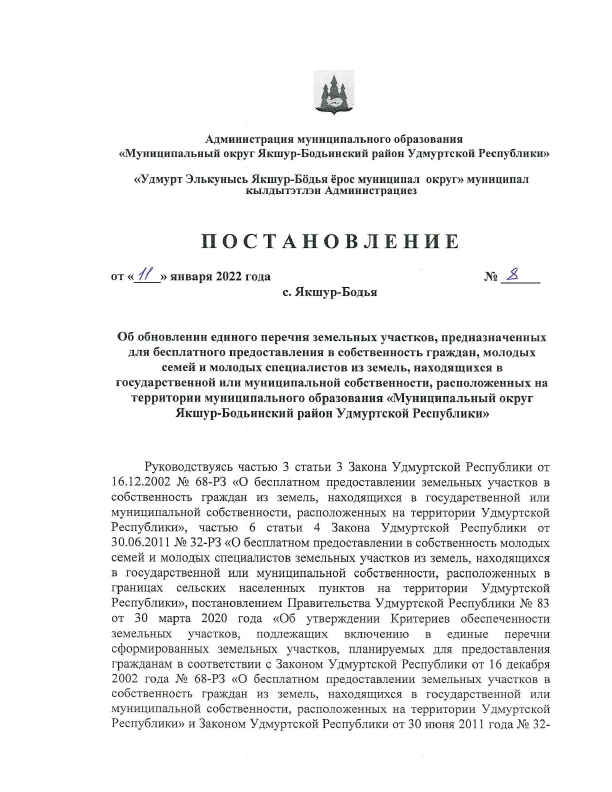 Администрация муниципального образования
«Муниципальный округ Якшур-Бодьинский район Удмуртской Республики»
«Удмурт Элькунысь Якшур-Бӧдья ёрос муниципал округ» муниципал
кылдытэтлэн Администрациез
ПОСТАНОВЛЕНИЕ
от «11» января 2022 года № 8
с. Якшур-Бодья
Об обновлении единого перечня земельных участков, предназначенных
для бесплатного предоставления в собственность граждан, молодых
семей и молодых специалистов из земель, находящихся в
государственной или муниципальной собственности, расположенных на
территории муниципального образования «Муниципальный округ
Якшур-Бодьинский район Удмуртской Республики»
Руководствуясь частью 3 статьи 3 Закона Удмуртской Республики от
16.12.2002 № 68-РЗ «О бесплатном предоставлении земельных участков в
собственность граждан из земель, находящихся в государственной или
муниципальной собственности, расположенных на территории Удмуртской
Республики», частью 6 статьи 4 Закона Удмуртской Республики от
30.06.2011 № 32-РЗ «О бесплатном предоставлении в собственность молодых
семей и молодых специалистов земельных участков из земель, находящихся
в государственной или муниципальной собственности, расположенных в
границах сельских населенных пунктов на территории Удмуртской
Республики», постановлением Правительства Удмуртской Республики № 83
от 30 марта 2020 года «Об утверждении Критериев обеспеченности
земельных участков, подлежащих включению в единые перечни
сформированных земельных участков, планируемых для предоставления
гражданам в соответствии с Законом Удмуртской Республики от 16 декабря
2002 года № 68-РЗ «О бесплатном предоставлении земельных участков в
собственность граждан из земель, находящихся в государственной или
муниципальной собственности, расположенных на территории Удмуртской
Республики» и Законом Удмуртской Республики от 30 июня 2011 года № 32-